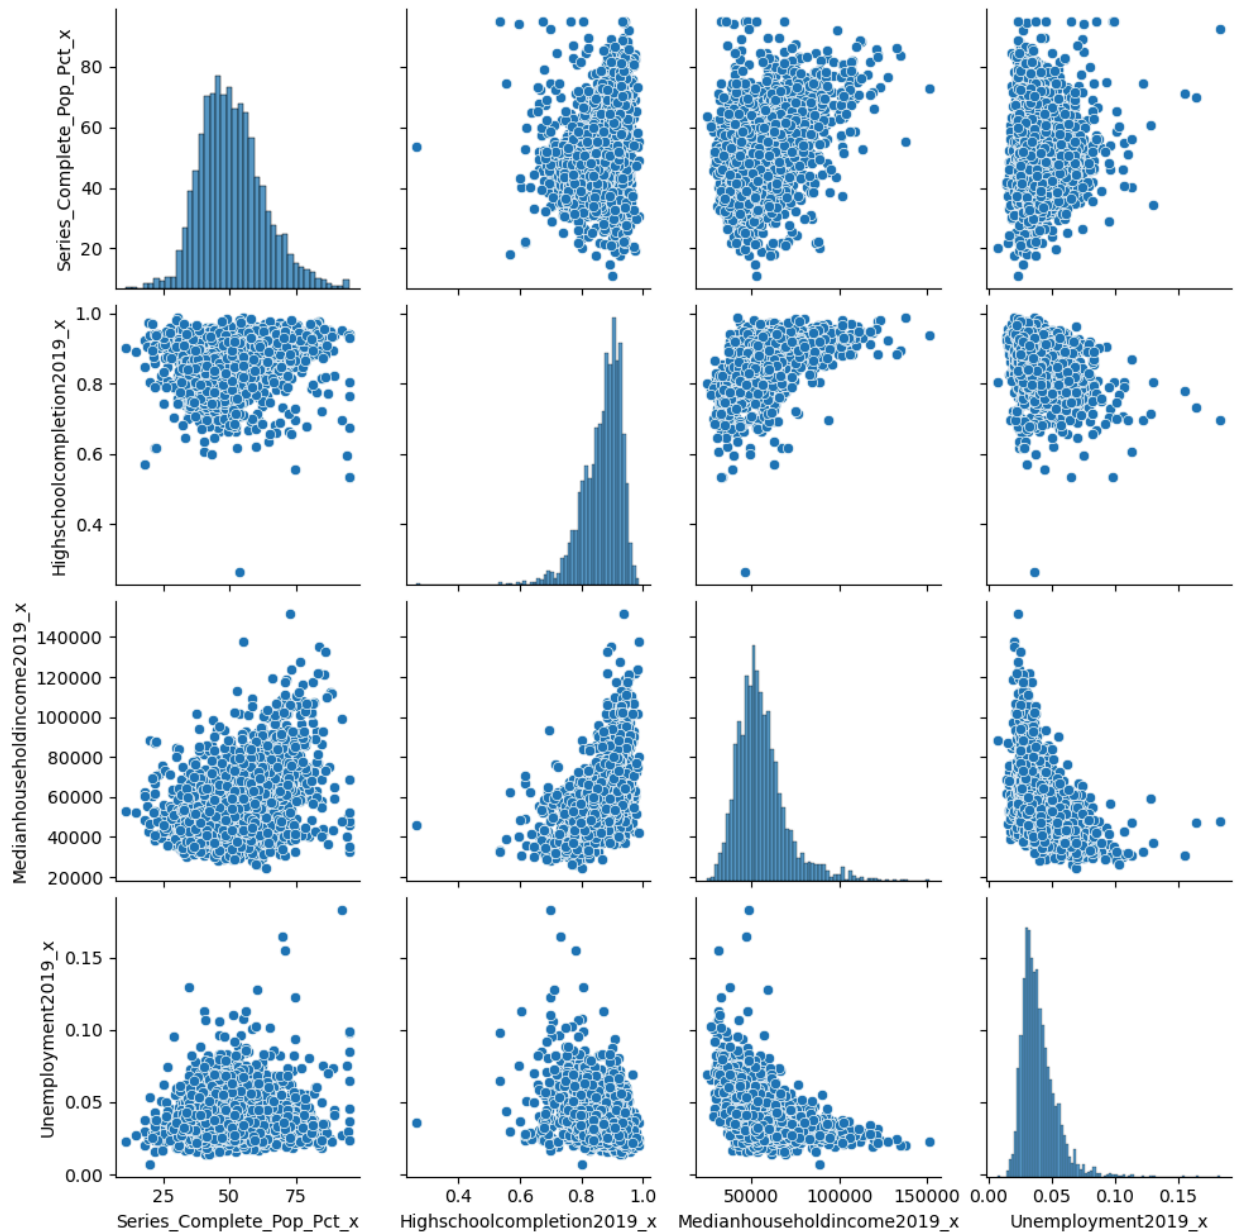 Series_Complete_Pop_Pct_x
80
60
40
20
Highschoolcompletion2019_x
1.0
0.8
0.6
0.4
Medianhouseholdincome2019_x
140000
120000
100000
80000
60000
40000
20000
Unemployment2019_x
0.15
0.10
0.05
0.00
25 50 75
0.4 0.6 0.8 1.0
50000 100000 150000
0.00 0.05 0.10 0.15
Series_Complete_Pop_Pct_x
Highschoolcompletion2019_x
Medianhouseholdincome2019_x
Unemployment2019_x